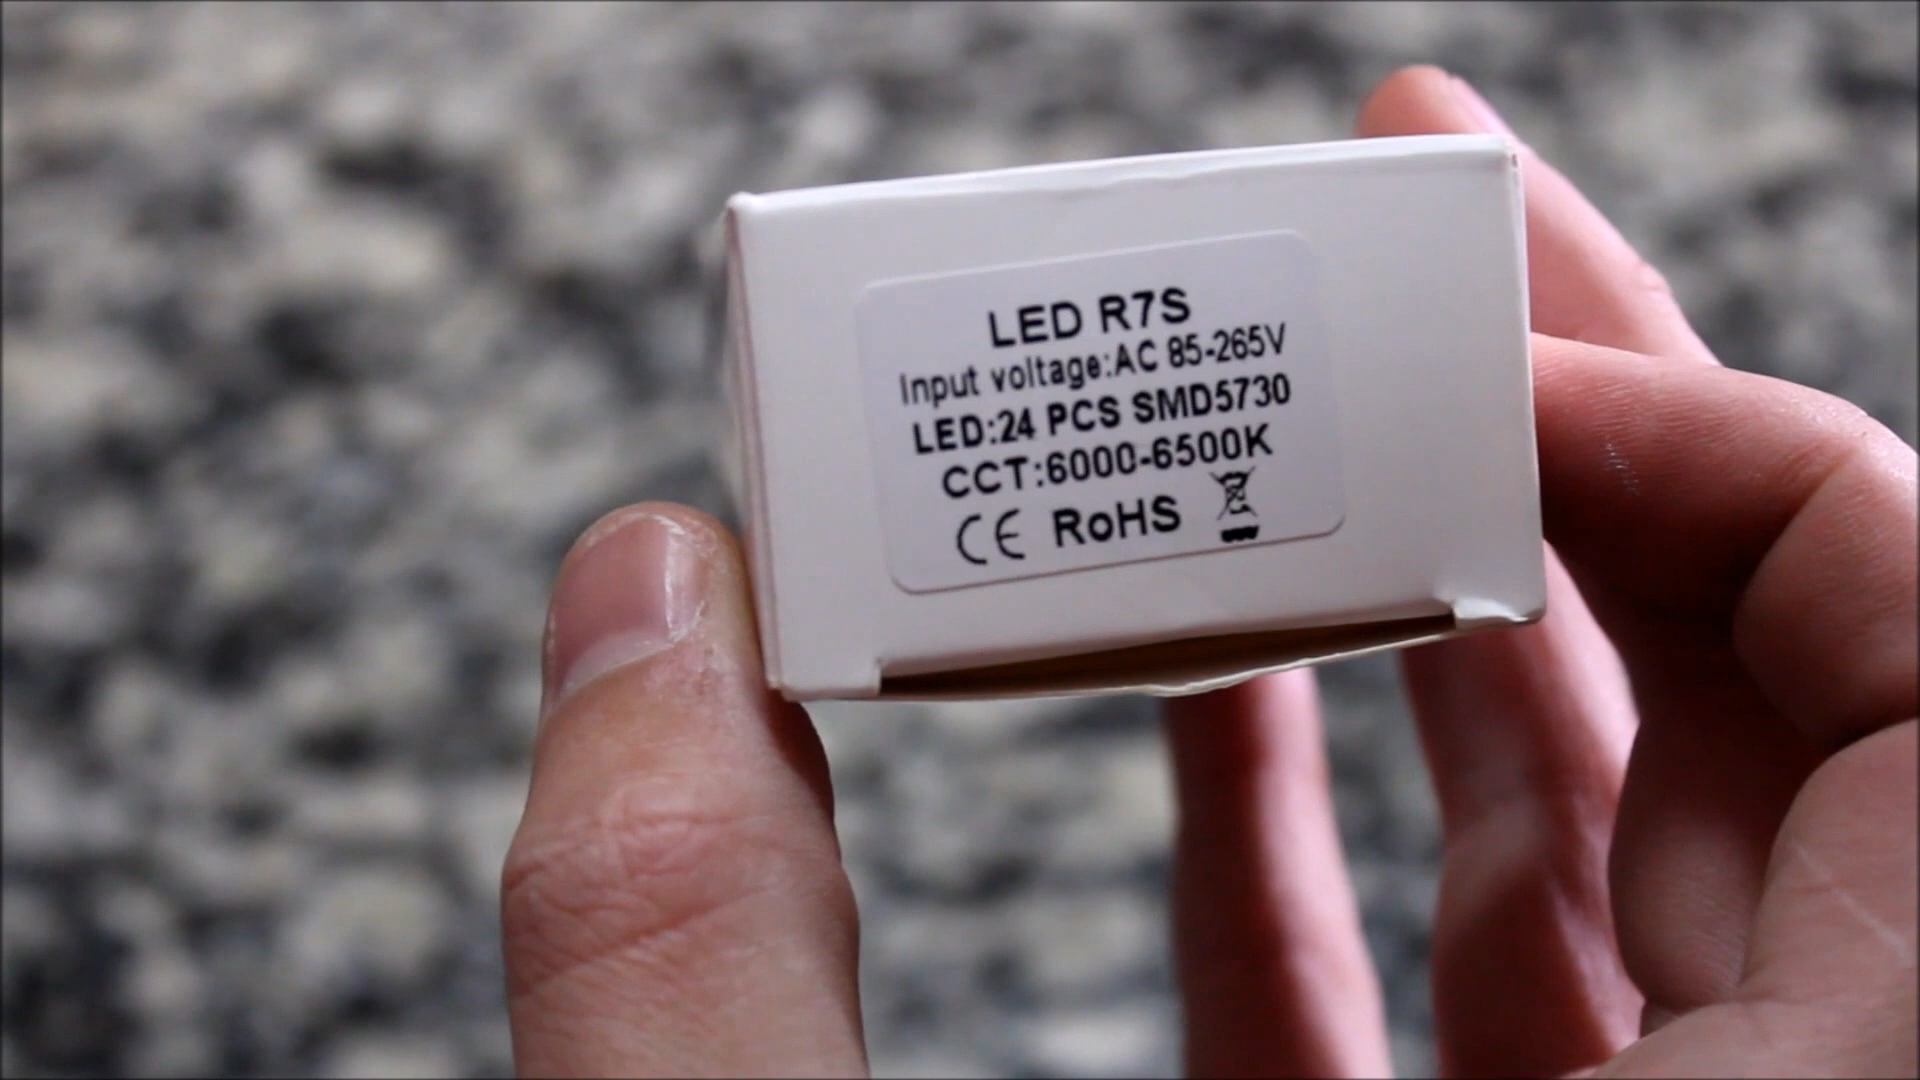 LED R7S
Input voltage:AC 85-265V
LED:24 PCS SMD5730
CCT:6000-6500K
CE RoHS